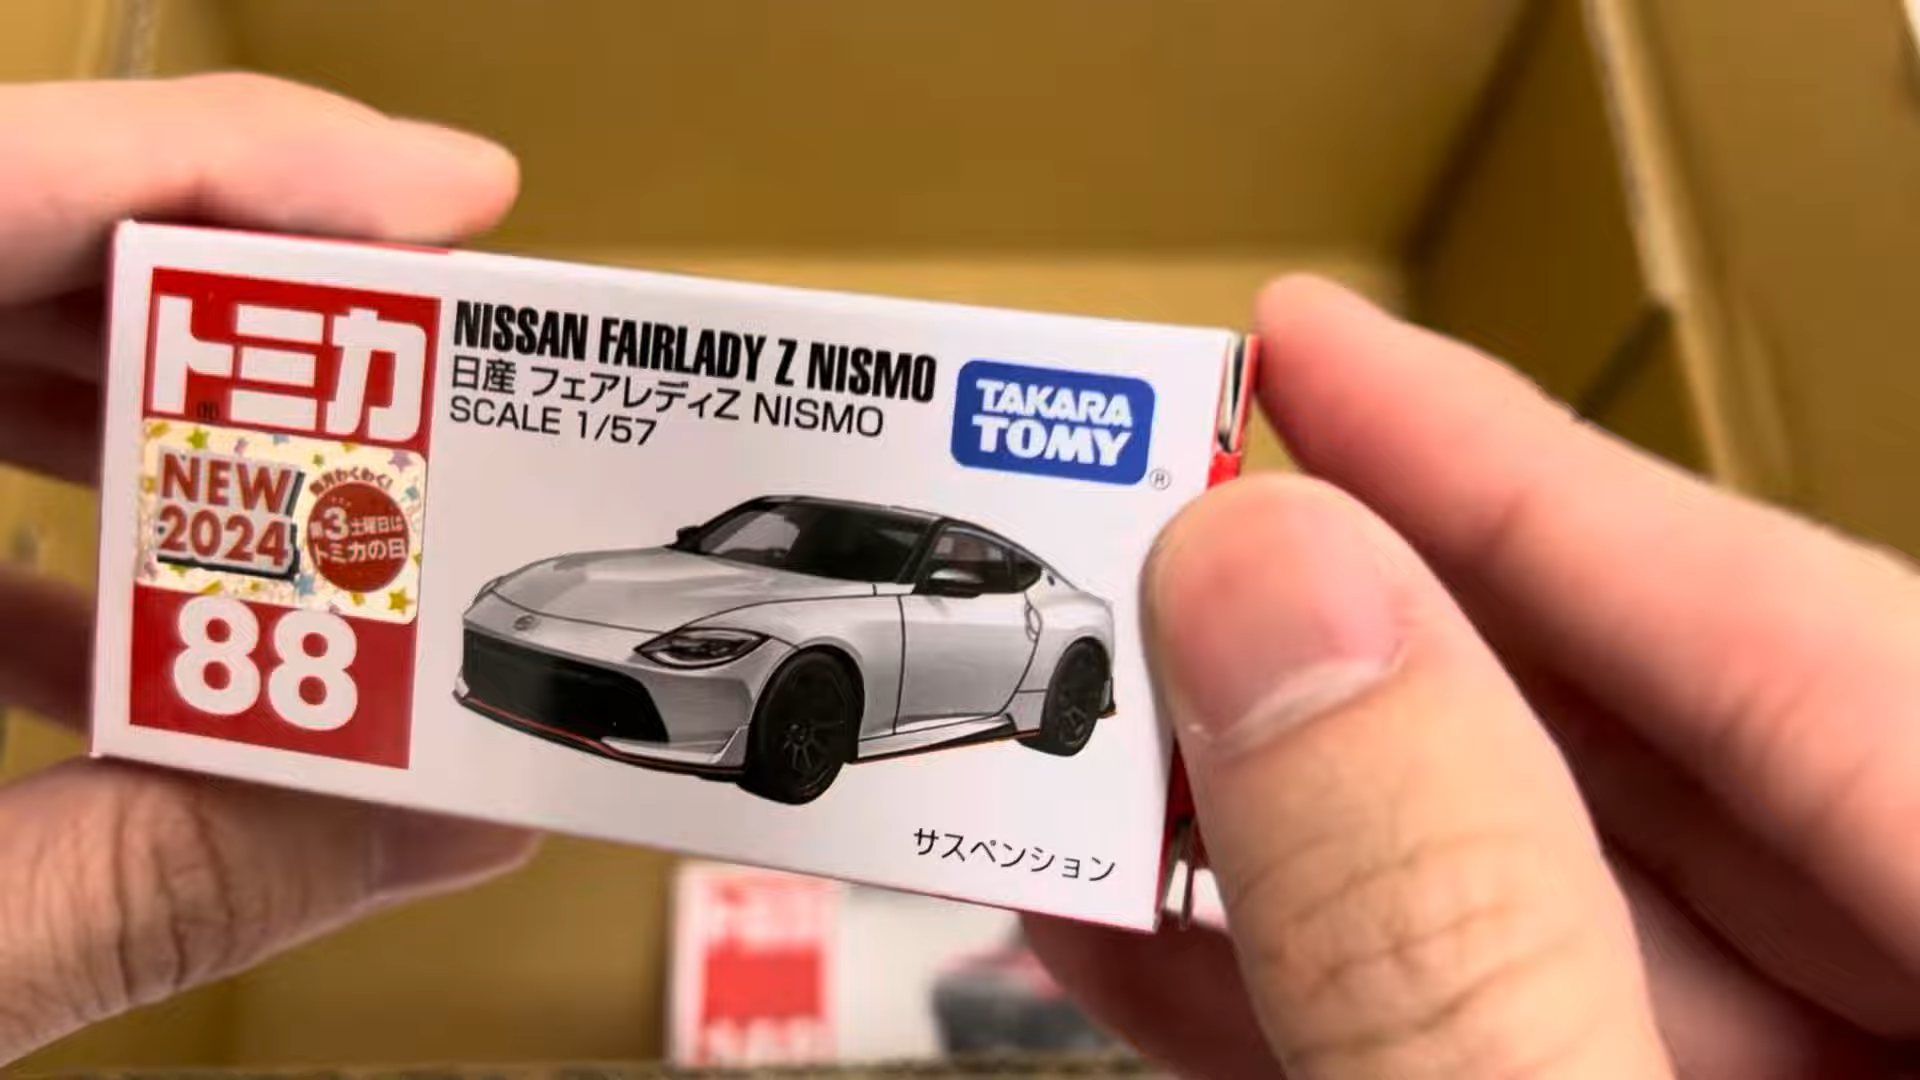 トミカ
NISSAN FAIRLADY Z NISMO
日産 フェアレディZ NISMO
SCALE 1/57
TAKARA
TOMY
®
NEW
2024
毎月わくわく!
第3土曜日は
トミカの日
88
サスペンション